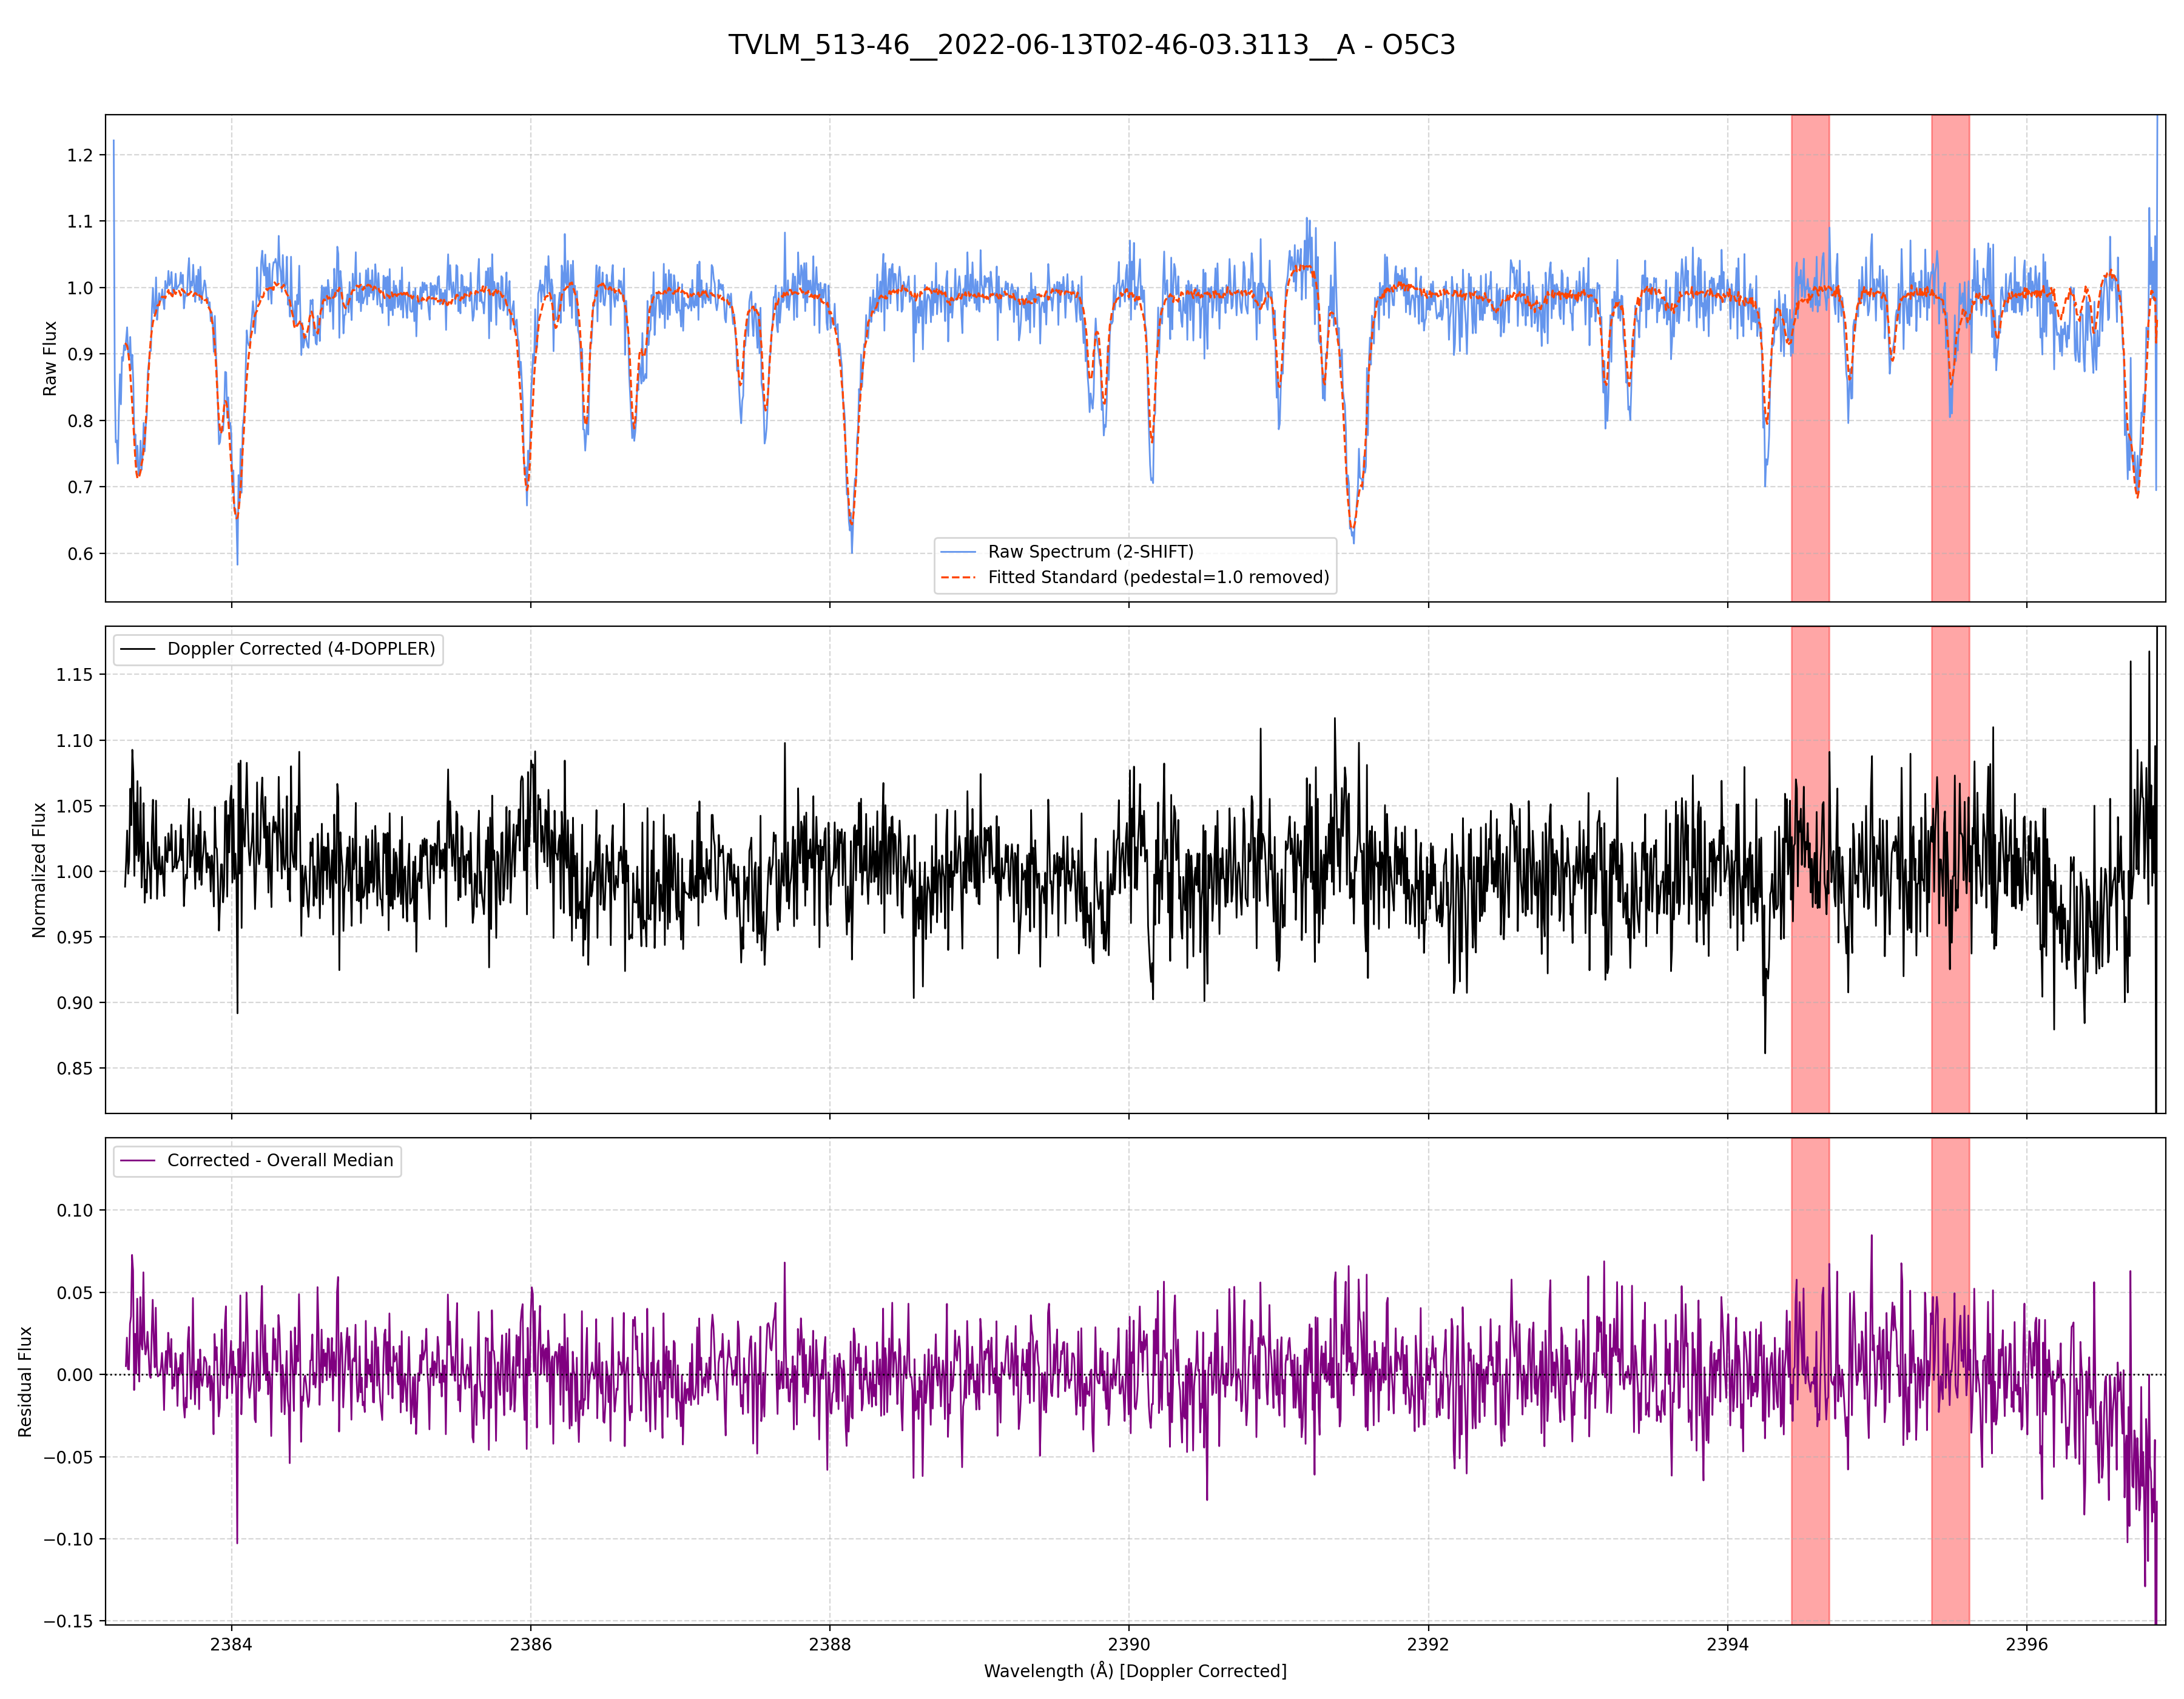 TVLM_513-46__2022-06-13T02-46-03.3113__A - O5C3
1.2
1.1
1.0
0.9
0.8
0.7
0.6
Raw Flux
Raw Spectrum (2-SHIFT)
Fitted Standard (pedestal=1.0 removed)
Doppler Corrected (4-DOPPLER)
1.15
1.10
1.05
1.00
0.95
0.90
0.85
Normalized Flux
Corrected - Overall Median
0.10
0.05
0.00
−0.05
−0.10
−0.15
Residual Flux
2384 2386 2388 2390 2392 2394 2396
Wavelength (Å) [Doppler Corrected]